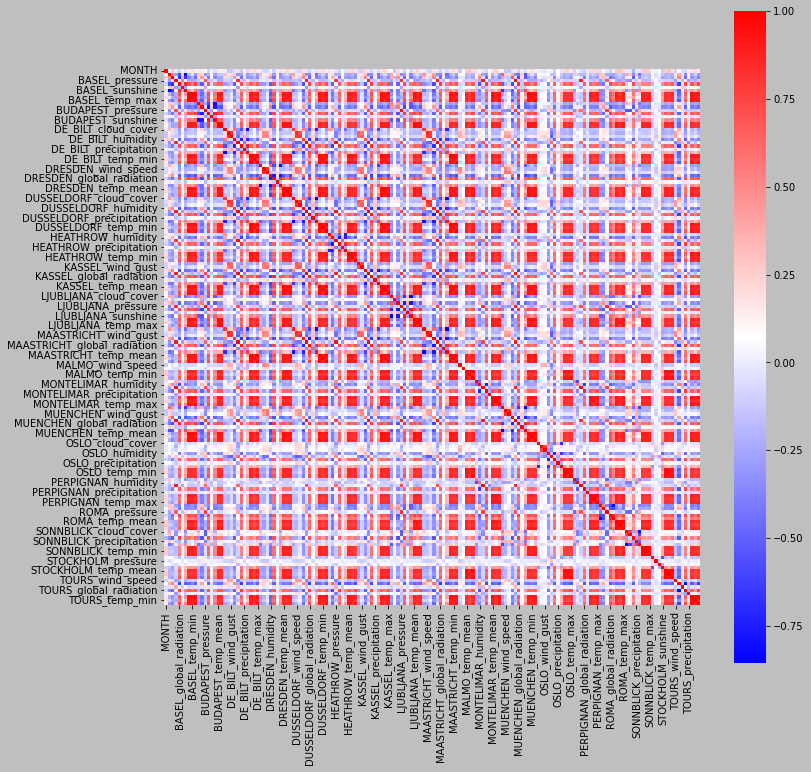 MONTH
BASEL_pressure
BASEL_sunshine
BASEL_temp_max
BUDAPEST_pressure
BUDAPEST_sunshine
DE_BILT_cloud_cover
DE_BILT_humidity
DE_BILT_precipitation
DE_BILT_temp_min
DRESDEN_wind_speed
DRESDEN_global_radiation
DRESDEN_temp_mean
DUSSELDORF_cloud_cover
DUSSELDORF_humidity
DUSSELDORF_precipitation
DUSSELDORF_temp_min
HEATHROW_humidity
HEATHROW_precipitation
HEATHROW_temp_min
KASSEL_wind_gust
KASSEL_global_radiation
KASSEL_temp_mean
LJUBLJANA_cloud_cover
LJUBLJANA_pressure
LJUBLJANA_sunshine
LJUBLJANA_temp_max
MAASTRICHT_wind_gust
MAASTRICHT_global_radiation
MAASTRICHT_temp_mean
MALMO_wind_speed
MALMO_temp_min
MONTELIMAR_humidity
MONTELIMAR_precipitation
MONTELIMAR_temp_max
MUENCHEN_wind_gust
MUENCHEN_global_radiation
MUENCHEN_temp_mean
OSLO_cloud_cover
OSLO_humidity
OSLO_precipitation
OSLO_temp_min
PERPIGNAN_humidity
PERPIGNAN_precipitation
PERPIGNAN_temp_max
ROMA_pressure
ROMA_temp_mean
SONNBLICK_cloud_cover
SONNBLICK_precipitation
SONNBLICK_temp_min
STOCKHOLM_pressure
STOCKHOLM_temp_mean
TOURS_wind_speed
TOURS_global_radiation
TOURS_temp_min
MONTH
BASEL_global_radiation
BASEL_temp_min
BUDAPEST_pressure
BUDAPEST_temp_mean
DE_BILT_wind_gust
DE_BILT_precipitation
DE_BILT_temp_max
DRESDEN_humidity
DRESDEN_temp_mean
DUSSELDORF_wind_speed
DUSSELDORF_global_radiation
DUSSELDORF_temp_min
HEATHROW_pressure
HEATHROW_temp_mean
KASSEL_wind_gust
KASSEL_precipitation
KASSEL_temp_max
LJUBLJANA_pressure
LJUBLJANA_temp_mean
MAASTRICHT_wind_speed
MAASTRICHT_global_radiation
MAASTRICHT_temp_min
MALMO_temp_mean
MONTELIMAR_humidity
MONTELIMAR_temp_mean
MUENCHEN_wind_speed
MUENCHEN_global_radiation
MUENCHEN_temp_min
OSLO_wind_gust
OSLO_precipitation
OSLO_temp_max
PERPIGNAN_global_radiation
PERPIGNAN_temp_max
ROMA_global_radiation
ROMA_temp_max
SONNBLICK_precipitation
SONNBLICK_temp_max
STOCKHOLM_sunshine
TOURS_wind_speed
TOURS_precipitation
1.00
0.75
0.50
0.25
0.00
−0.25
−0.50
−0.75